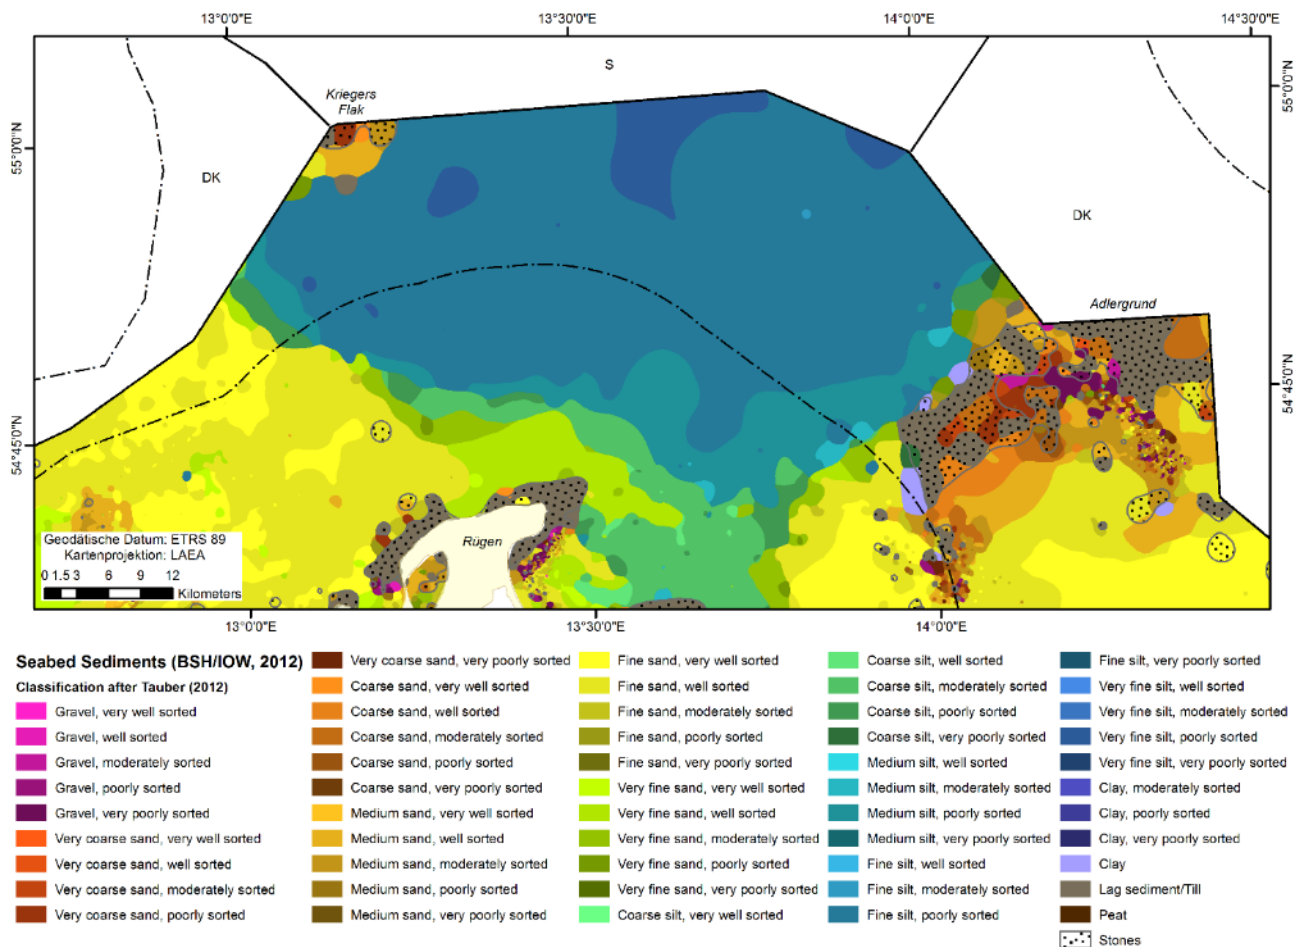 13°0'0"E 13°30'0"E 14°0'0"E 14°30'0"E
S
Kriegers
Flak
55°0'0"N
55°0'0"N
DK
DK
Adlergrund
54°45'0"N
54°45'0"N
Rügen
Geodätische Datum: ETRS 89
Kartenprojektion: LAEA
0 1.5 3 6 9 12
Kilometers
13°0'0"E 13°30'0"E 14°0'0"E
Seabed Sediments (BSH/IOW, 2012)
Classification after Tauber (2012)
Gravel, very well sorted
Gravel, well sorted
Gravel, moderately sorted
Gravel, poorly sorted
Gravel, very poorly sorted
Very coarse sand, very well sorted
Very coarse sand, well sorted
Very coarse sand, moderately sorted
Very coarse sand, poorly sorted
Very coarse sand, very poorly sorted
Coarse sand, very well sorted
Coarse sand, well sorted
Coarse sand, moderately sorted
Coarse sand, poorly sorted
Coarse sand, very poorly sorted
Medium sand, very well sorted
Medium sand, well sorted
Medium sand, moderately sorted
Medium sand, poorly sorted
Medium sand, very poorly sorted
Fine sand, very well sorted
Fine sand, well sorted
Fine sand, moderately sorted
Fine sand, poorly sorted
Fine sand, very poorly sorted
Very fine sand, very well sorted
Very fine sand, well sorted
Very fine sand, moderately sorted
Very fine sand, poorly sorted
Very fine sand, very poorly sorted
Coarse silt, very well sorted
Coarse silt, well sorted
Coarse silt, moderately sorted
Coarse silt, poorly sorted
Coarse silt, very poorly sorted
Medium silt, well sorted
Medium silt, moderately sorted
Medium silt, poorly sorted
Medium silt, very poorly sorted
Fine silt, well sorted
Fine silt, moderately sorted
Fine silt, poorly sorted
Fine silt, very poorly sorted
Very fine silt, well sorted
Very fine silt, moderately sorted
Very fine silt, poorly sorted
Very fine silt, very poorly sorted
Clay, moderately sorted
Clay, poorly sorted
Clay, very poorly sorted
Clay
Lag sediment/Till
Peat
Stones